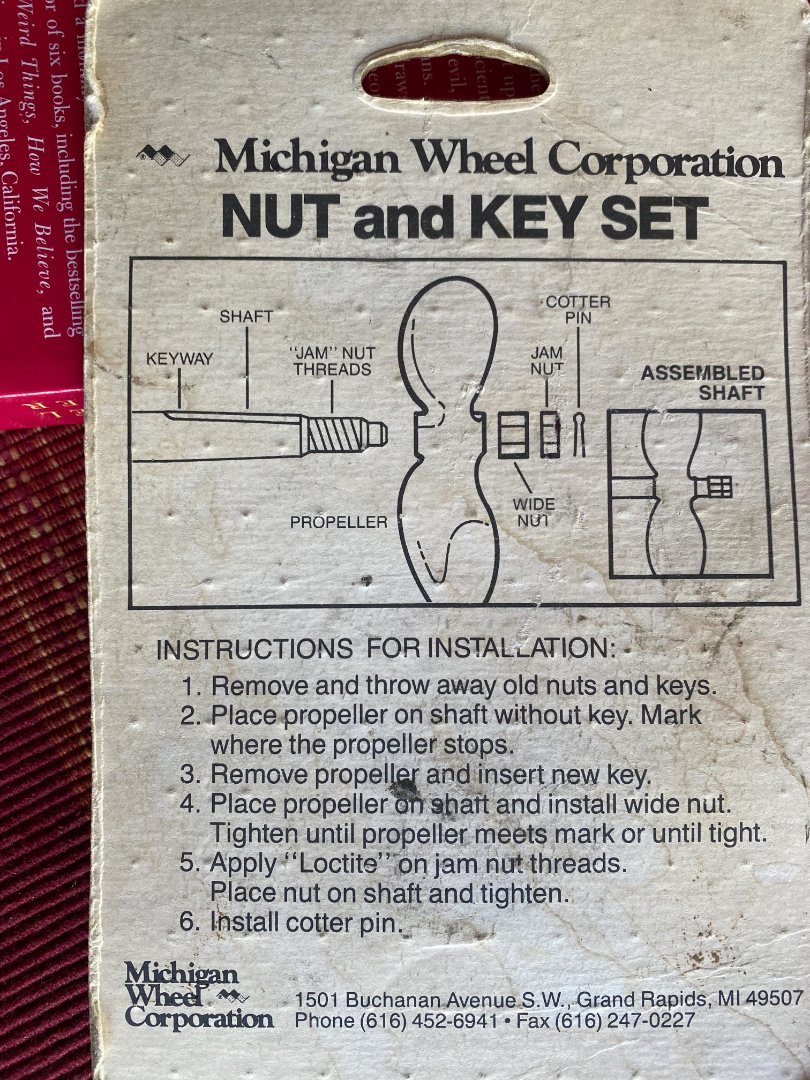 Michigan Wheel Corporation
NUT and KEY SET
SHAFT
KEYWAY
"JAM" NUT
THREADS
PROPELLER
COTTER
PIN
JAM
NUT
WIDE
NUT
ASSEMBLED
SHAFT
INSTRUCTIONS FOR INSTALLATION:
1. Remove and throw away old nuts and keys.
2. Place propeller on shaft without key. Mark
where the propeller stops.
3. Remove propeller and insert new key.
4. Place propeller on shaft and install wide nut.
Tighten until propeller meets mark or until tight.
5. Apply "Loctite" on jam nut threads.
Place nut on shaft and tighten.
6. Install cotter pin.
Michigan
Wheel
Corporation
1501 Buchanan Avenue S.W., Grand Rapids, MI 49507
Phone (616) 452-6941 • Fax (616) 247-0227
of six books, including the bestselling
Weird Things, How We Believe, and
Los Angeles, California.
evil.